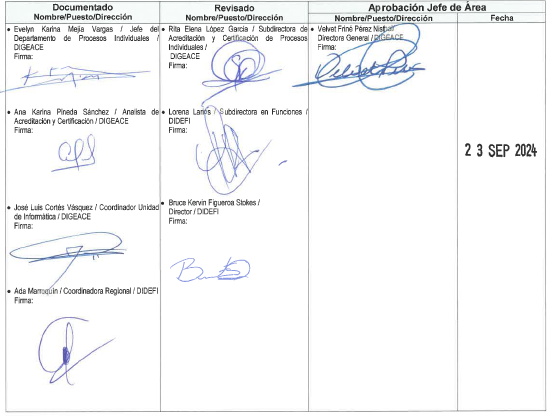 Documentado
Nombre/Puesto/Dirección
Revisado
Nombre/Puesto/Dirección
Aprobación Jefe de Área
Nombre/Puesto/Dirección
Fecha
• Evelyn Karina Mejía Vargas / Jefe del
Departamento de Procesos Individuales /
DIGEACE
Firma:
• Ana Karina Pineda Sánchez / Analista de
Acreditación y Certificación / DIGEACE
Firma:
• José Luis Cortés Vásquez / Coordinador Unidad
de Informática / DIGEACE
Firma:
• Ada Marroquín / Coordinadora Regional / DIDEFI
Firma:
• Rita Elena López García / Subdirectora de
Acreditación y Certificación de Procesos
Individuales /
DIGEACE
Firma:
• Lorena Larios / Subdirectora en Funciones /
DIDEFI
Firma:
• Bruce Kervin Figueroa Stokes /
Director / DIDEFI
Firma:
• Velvet Friné Pérez
Directora General / DIGEACE
Firma:
23 SEP 2024